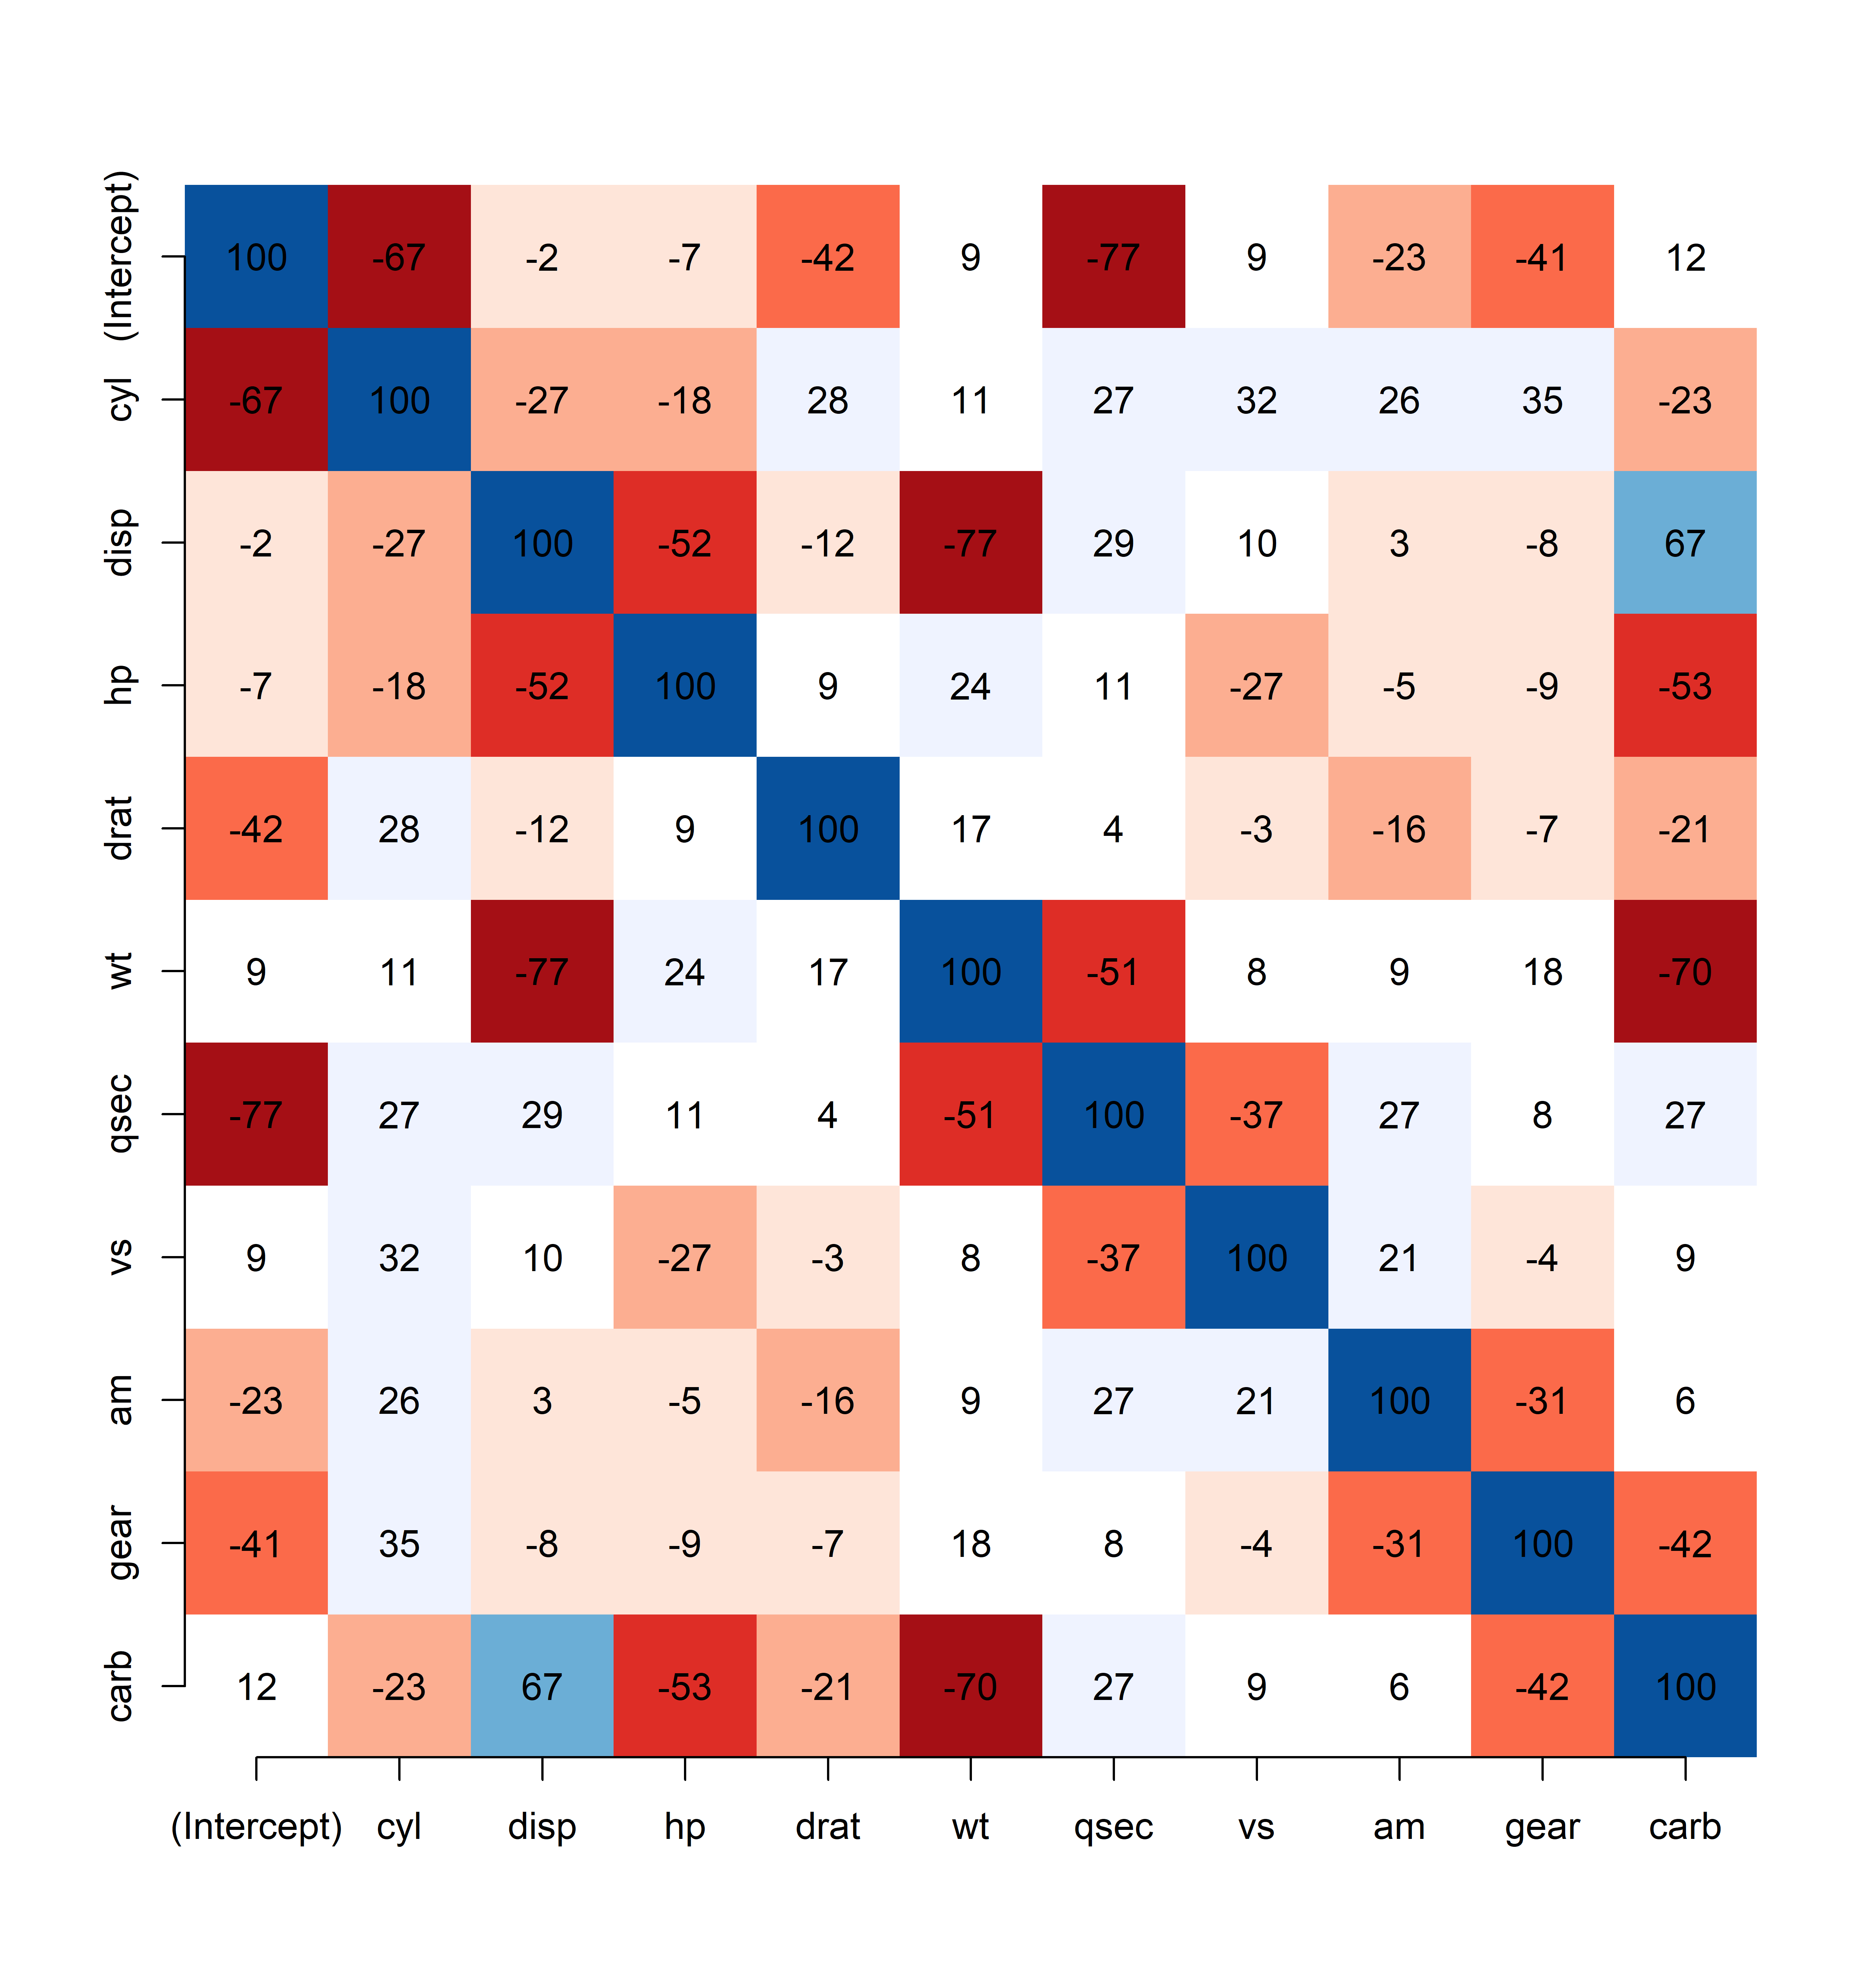 (Intercept) 100 -67 -2 -7 -42 9 -77 9 -23 -41 12
cyl -67 100 -27 -18 28 11 27 32 26 35 -23
disp -2 -27 100 -52 -12 -77 29 10 3 -8 67
hp -7 -18 -52 100 9 24 11 -27 -5 -9 -53
drat -42 28 -12 9 100 17 4 -3 -16 -7 -21
wt 9 11 -77 24 17 100 -51 8 9 18 -70
qsec -77 27 29 11 4 -51 100 -37 27 8 27
vs 9 32 10 -27 -3 8 -37 100 21 -4 9
am -23 26 3 -5 -16 9 27 21 100 -31 6
gear -41 35 -8 -9 -7 18 8 -4 -31 100 -42
carb 12 -23 67 -53 -21 -70 27 9 6 -42 100
(Intercept) cyl disp hp drat wt qsec vs am gear carb